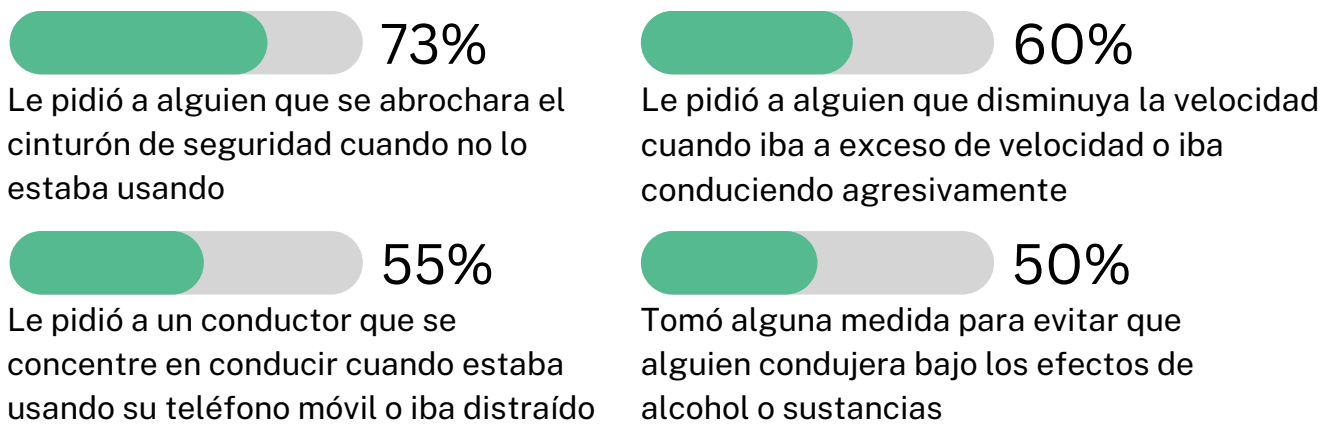 73%
Le pidió a alguien que se abrochara el
cinturón de seguridad cuando no lo
estaba usando
60%
Le pidió a alguien que disminuya la velocidad
cuando iba a exceso de velocidad o iba
conduciendo agresivamente
55%
Le pidió a un conductor que se
concentre en conducir cuando estaba
usando su teléfono móvil o iba distraído
50%
Tomó alguna medida para evitar que
alguien condujera bajo los efectos de
alcohol o sustancias